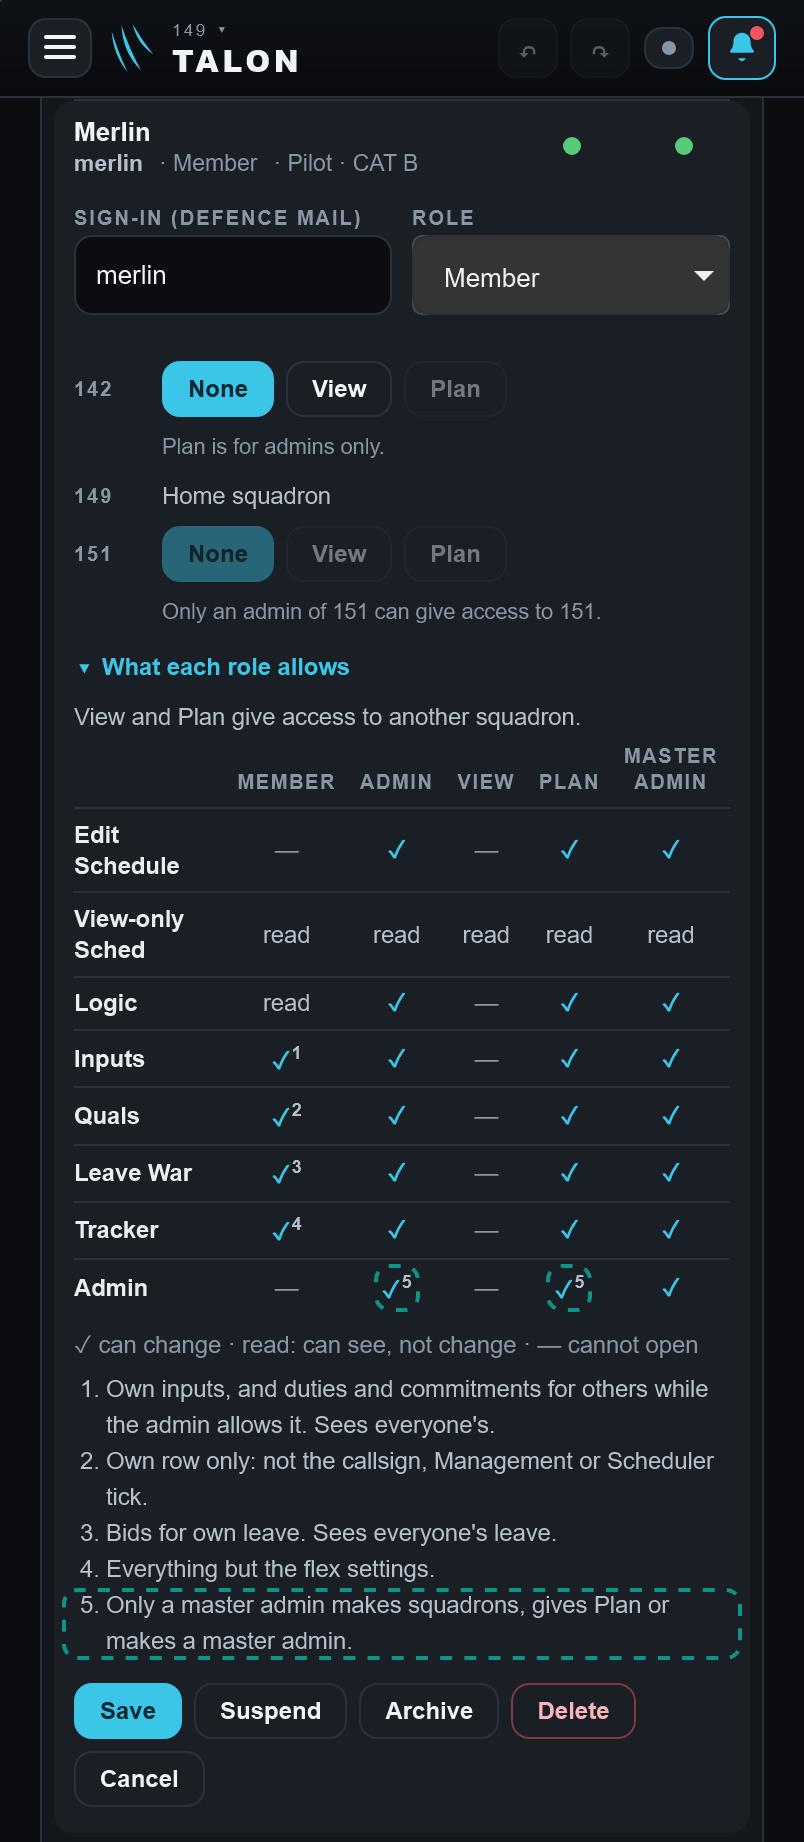 149 ▾
TALON
Merlin
merlin · Member · Pilot · CAT B
SIGN-IN (DEFENCE MAIL) ROLE
merlin Member
142 None View Plan
Plan is for admins only.
149 Home squadron
151 None View Plan
Only an admin of 151 can give access to 151.
▾ What each role allows
View and Plan give access to another squadron.
MASTER
MEMBER ADMIN VIEW PLAN ADMIN
Edit
Schedule — ✓ — ✓ ✓
View-only
Sched read read read read read
Logic read ✓ — ✓ ✓
Inputs ✓1 ✓ — ✓ ✓
Quals ✓2 ✓ — ✓ ✓
Leave War ✓3 ✓ — ✓ ✓
Tracker ✓4 ✓ — ✓ ✓
Admin — ✓5 — ✓5 ✓
✓ can change · read: can see, not change · — cannot open
1. Own inputs, and duties and commitments for others while
the admin allows it. Sees everyone's.
2. Own row only: not the callsign, Management or Scheduler
tick.
3. Bids for own leave. Sees everyone's leave.
4. Everything but the flex settings.
5. Only a master admin makes squadrons, gives Plan or
makes a master admin.
Save Suspend Archive Delete
Cancel